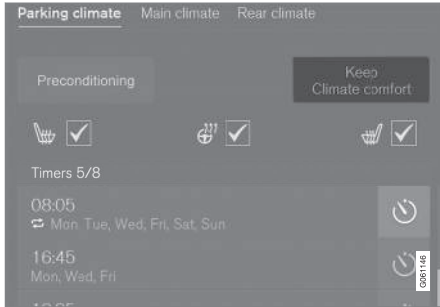 Parking climate Main climate Rear climate
Preconditioning
Keep
Climate comfort
Timers 5/8
08:05
Mon, Tue, Wed, Fri, Sat, Sun
16:45
Mon, Wed, Fri
G061146